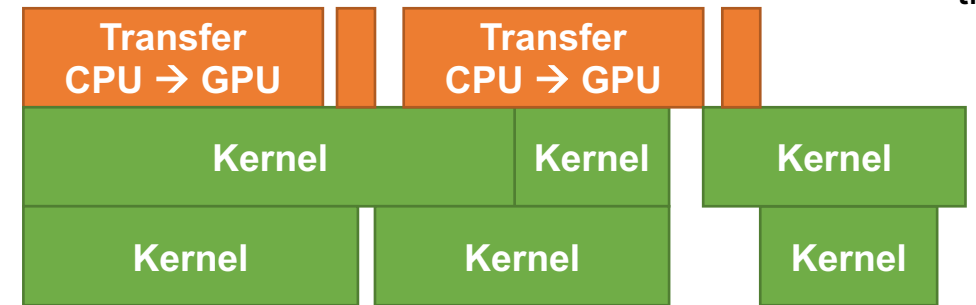 Transfer
CPU → GPU
Transfer
CPU → GPU
Kernel
Kernel
Kernel
Kernel
Kernel
Kernel